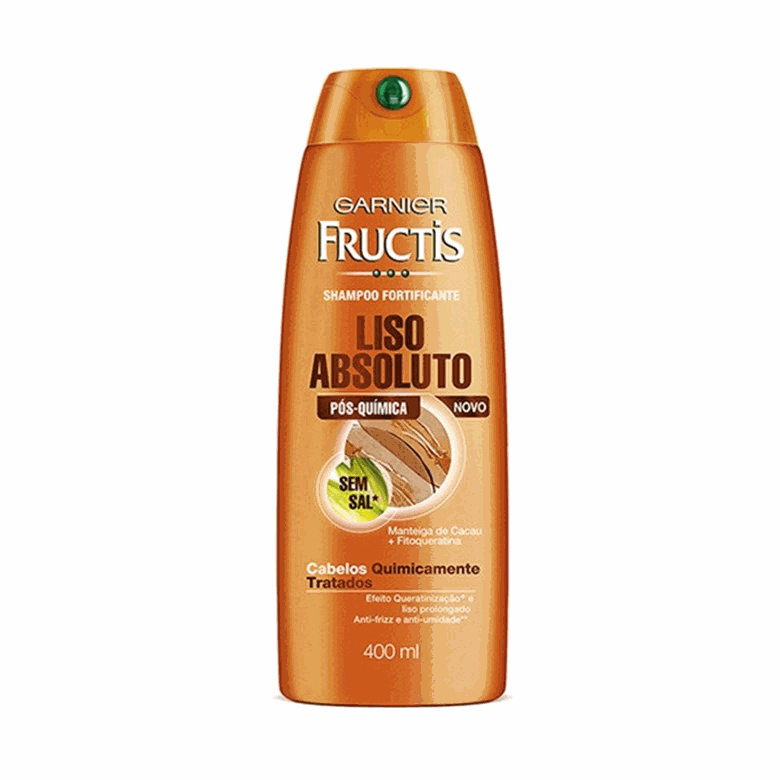 GARNIER
FRUCTIS
SHAMPOO FORTIFICANTE
LISO
ABSOLUTO
PÓS-QUÍMICA NOVO
SEM
SAL*
Manteiga de Cacau
+ Fitoqueratina
Cabelos Quimicamente
Tratados
Efeito Queratinização+ e
liso prolongado
Anti-frizz e anti-umidade**
400 ml